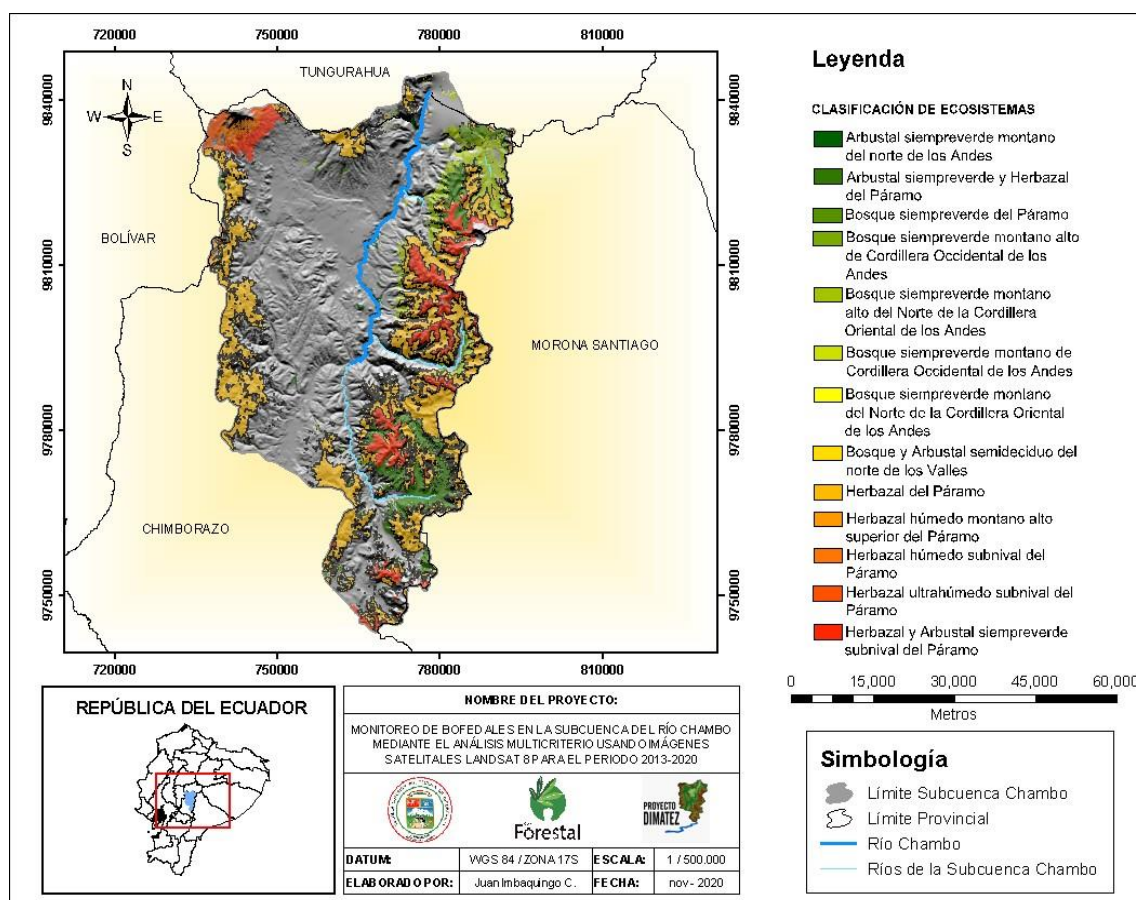 720000 750000 780000 810000
TUNGURAHUA
N
W E
S
9840000 9840000
BOLÍVAR
9810000 9810000
MORONA SANTIAGO
9780000 9780000
CHIMBORAZO
9750000 9750000
720000 750000 780000 810000
Leyenda
CLASIFICACIÓN DE ECOSISTEMAS
Arbustal siempreverde montano
del norte de los Andes
Arbustal siempreverde y Herbazal
del Páramo
Bosque siempreverde del Páramo
Bosque siempreverde montano alto
de Cordillera Occidental de los
Andes
Bosque siempreverde montano
alto del Norte de la Cordillera
Oriental de los Andes
Bosque siempreverde montano de
Cordillera Occidental de los Andes
Bosque siempreverde montano
del Norte de la Cordillera Oriental
de los Andes
Bosque y Arbustal semideciduo del
norte de los Valles
Herbazal del Páramo
Herbazal húmedo montano alto
superior del Páramo
Herbazal húmedo subnival del
Páramo
Herbazal ultrahúmedo subnival del
Páramo
Herbazal y Arbustal siempreverde
subnival del Páramo
0 15,000 30,000 45,000 60,000
Metros
REPÚBLICA DEL ECUADOR
NOMBRE DEL PROYECTO:
MONITOREO DE BOFEDALES EN LA SUBCUENCA DEL RÍO CHAMBO
MEDIANTE EL ANÁLISIS MULTICRITERIO USANDO IMÁGENES
SATELITALES LANDSAT 8 PARA EL PERIODO 2013-2020
Forestal
PROYECTO
DIMATEZ
DATUM: WGS 84 / ZONA 17S ESCALA: 1 / 500.000
ELABORADO POR: Juan Imbaquingo C. FECHA: nov - 2020
Simbología
Límite Subcuenca Chambo
Límite Provincial
Río Chambo
Ríos de la Subcuenca Chambo